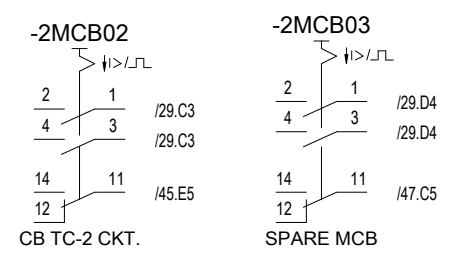 -2MCB02 -2MCB03
I>/ I>/
2 1 /29.C3 2 1 /29.D4
4 3 /29.C3 4 3 /29.D4
14 11 /45.E5 14 11 /47.C5
12 12
CB TC-2 CKT. SPARE MCB